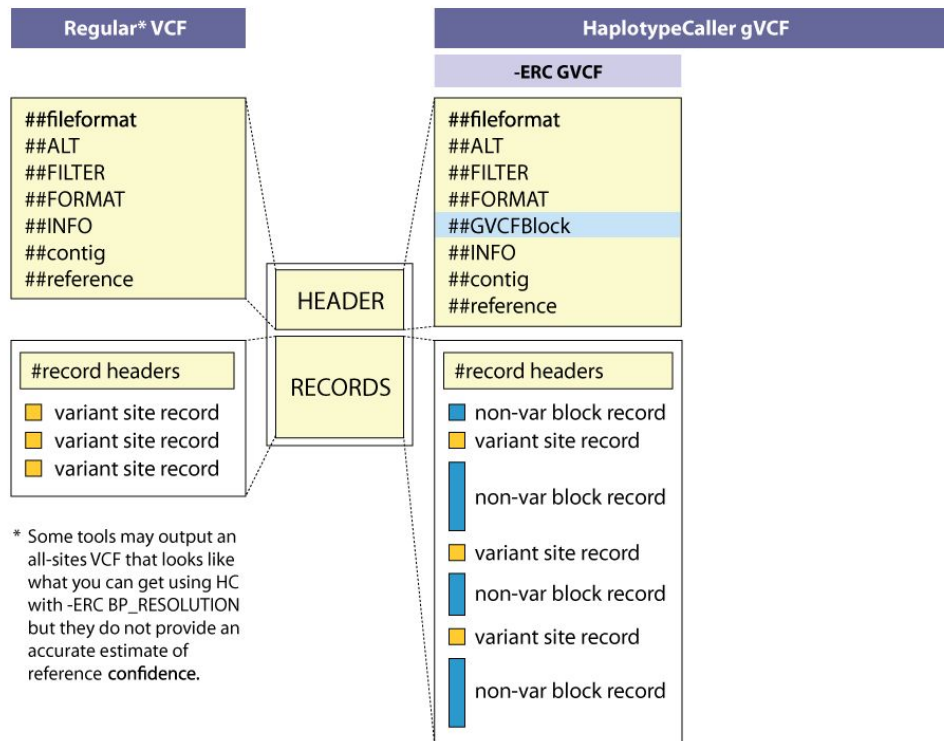 Regular* VCF
##fileformat
##ALT
##FILTER
##FORMAT
##INFO
##contig
##reference
#record headers
variant site record
variant site record
variant site record
* Some tools may output an
all-sites VCF that looks like
what you can get using HC
with -ERC BP_RESOLUTION
but they do not provide an
accurate estimate of
reference confidence.
HEADER
RECORDS
HaplotypeCaller gVCF
-ERC GVCF
##fileformat
##ALT
##FILTER
##FORMAT
##GVCFBlock
##INFO
##contig
##reference
#record headers
non-var block record
variant site record
non-var block record
variant site record
non-var block record
variant site record
non-var block record